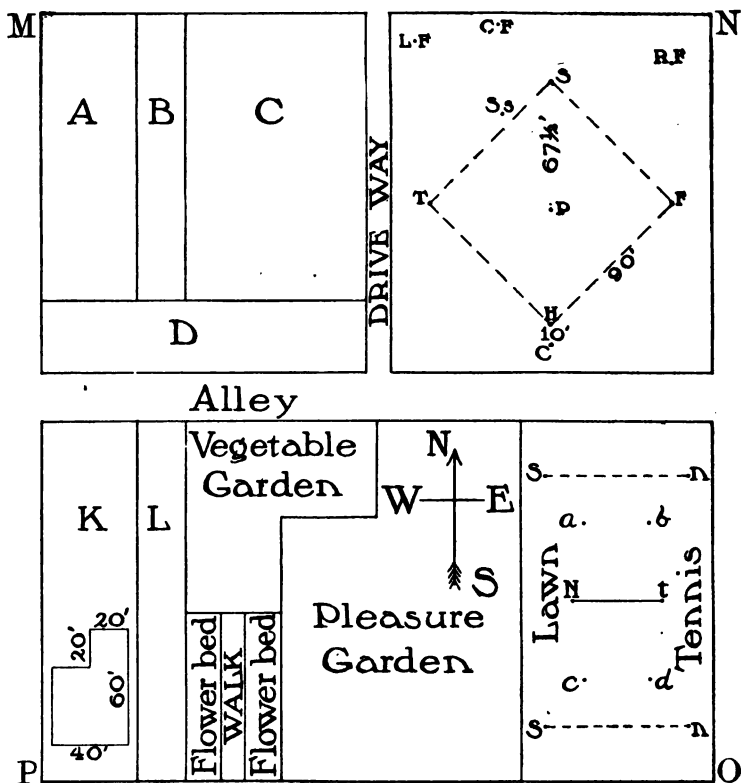 M
N
L.F
C.F
R.F
A
B
C
S
S.s
67½'
DRIVE WAY
T
P
F
90'
H
10'
C
D
Alley
Vegetable
Garden
N
W
E
S
K
L
S
n
a
b
Lawn
Tennis
N
t
20'
20'
60'
40'
Pleasure
Garden
Flower bed
WALK
Flower bed
c
d
S
n
P
O